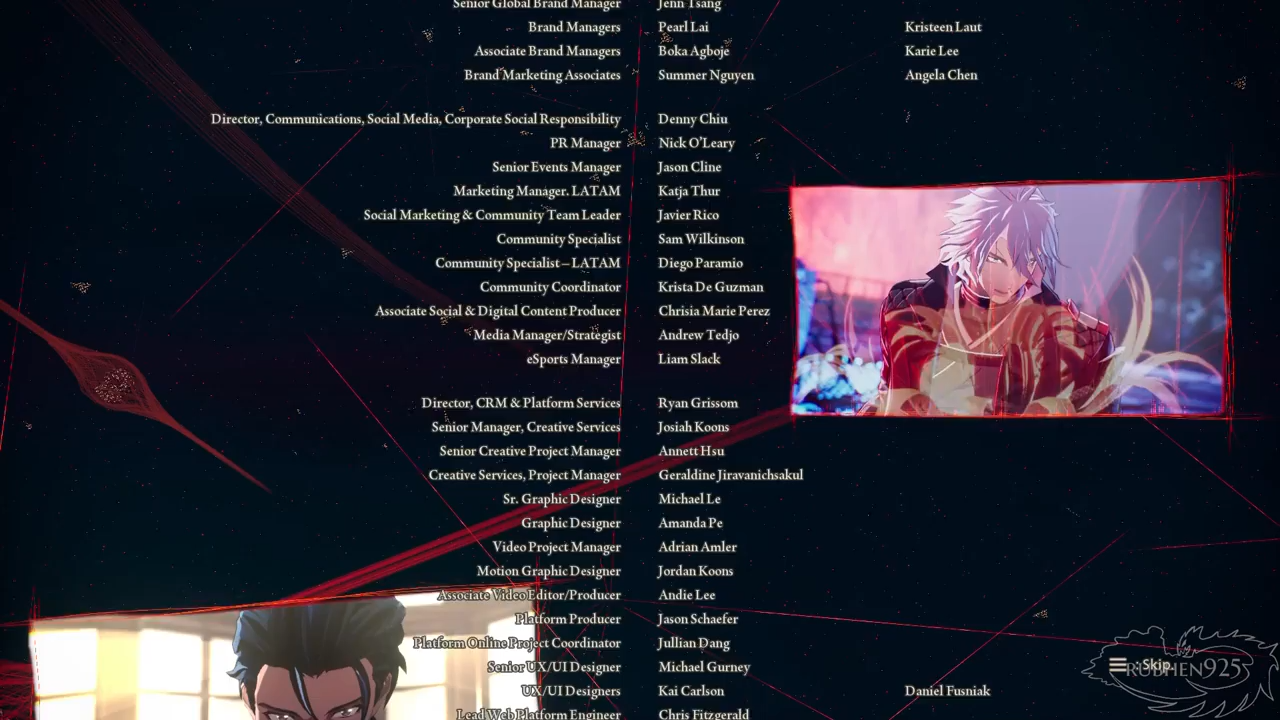 Senior Global Brand Manager Jenn Tsang
Brand Managers Pearl Lai Kristeen Laut
Associate Brand Managers Boka Agboje Karie Lee
Brand Marketing Associates Summer Nguyen Angela Chen
Director, Communications, Social Media, Corporate Social Responsibility Denny Chiu
PR Manager Nick O'Leary
Senior Events Manager Jason Cline
Marketing Manager. LATAM Katja Thur
Social Marketing & Community Team Leader Javier Rico
Community Specialist Sam Wilkinson
Community Specialist – LATAM Diego Paramio
Community Coordinator Krista De Guzman
Associate Social & Digital Content Producer Chrisia Marie Perez
Media Manager/Strategist Andrew Tedjo
eSports Manager Liam Slack
Director, CRM & Platform Services Ryan Grissom
Senior Manager, Creative Services Josiah Koons
Senior Creative Project Manager Annett Hsu
Creative Services, Project Manager Geraldine Jiravanichsakul
Sr. Graphic Designer Michael Le
Graphic Designer Amanda Pe
Video Project Manager Adrian Amler
Motion Graphic Designer Jordan Koons
Associate Video Editor/Producer Andie Lee
Platform Producer Jason Schaefer
Platform Online Project Coordinator Jullian Dang
Senior UX/UI Designer Michael Gurney
: Skip
RUBHEN925
UX/UI Designers Kai Carlson Daniel Fusniak
Lead Web Platform Engineer Chris Fitzgerald